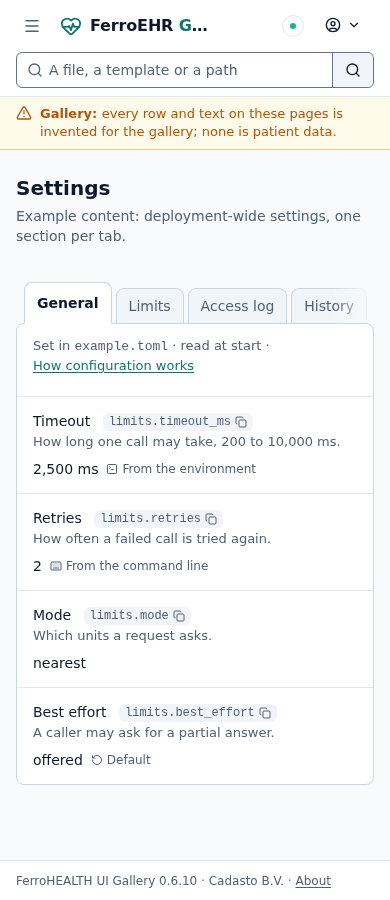 FerroEHR G…
A file, a template or a path
Gallery: every row and text on these pages is
invented for the gallery; none is patient data.
Settings
Example content: deployment-wide settings, one
section per tab.
General Limits Access log History
Set in example.toml · read at start ·
How configuration works
Timeout limits.timeout_ms
How long one call may take, 200 to 10,000 ms.
2,500 ms From the environment
Retries limits.retries
How often a failed call is tried again.
2 From the command line
Mode limits.mode
Which units a request asks.
nearest
Best effort limits.best_effort
A caller may ask for a partial answer.
offered Default
FerroHEALTH UI Gallery 0.6.10 · Cadasto B.V. · About